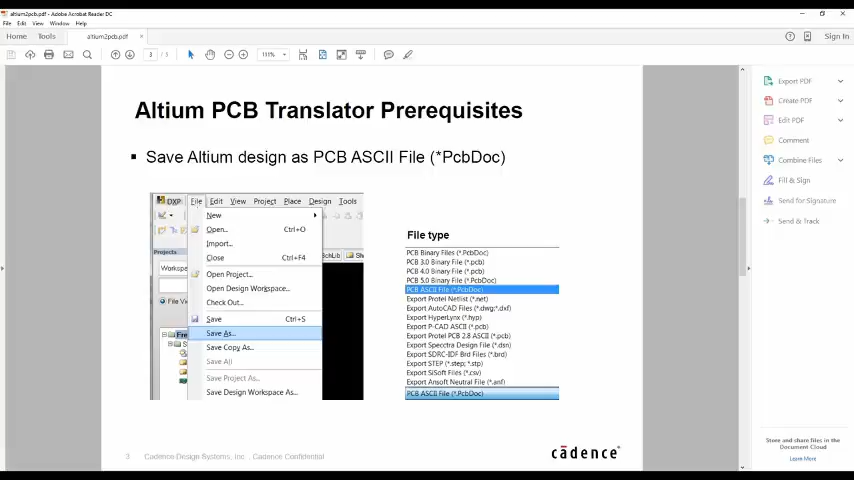 altium2pcb.pdf - Adobe Acrobat Reader DC
File Edit View Window Help
Home Tools altium2pcb.pdf × Sign In
3 / 5
Altium PCB Translator Prerequisites
▪ Save Altium design as PCB ASCII File (*PcbDoc)
DXP File Edit View Project Place Design Tools
New
Open... Ctrl+O
Import...
Close Ctrl+F4
Open Project...
Open Design Workspace...
Check Out...
Save Ctrl+S
Save As...
Save Copy As...
Save All
Save Project As...
Save Design Workspace As...
Projects
Workspa
File Vie
File type
PCB Binary Files (*.PcbDoc)
PCB 3.0 Binary File (*.pcb)
PCB 4.0 Binary File (*.pcb)
PCB 5.0 Binary File (*.PcbDoc)
PCB ASCII File (*.PcbDoc)
Export Protel Netlist (*.net)
Export AutoCAD Files (*.dwg;*.dxf)
Export HyperLynx (*.hyp)
Export P-CAD ASCII (*.pcb)
Export Protel PCB 2.8 ASCII (*.pcb)
Export Specctra Design File (*.dsn)
Export SDRC-IDF Brd Files (*.brd)
Export STEP (*.step; *.stp)
Export SiSoft Files (*.csv)
Export Ansoft Neutral File (*.anf)
PCB ASCII File (*.PcbDoc)
3 Cadence Design Systems, Inc. , Cadence Confidential
cādence®
Export PDF
Create PDF
Edit PDF
Comment
Combine Files
Fill & Sign
Send for Signature
Send & Track
Store and share files in the
Document Cloud
Learn More